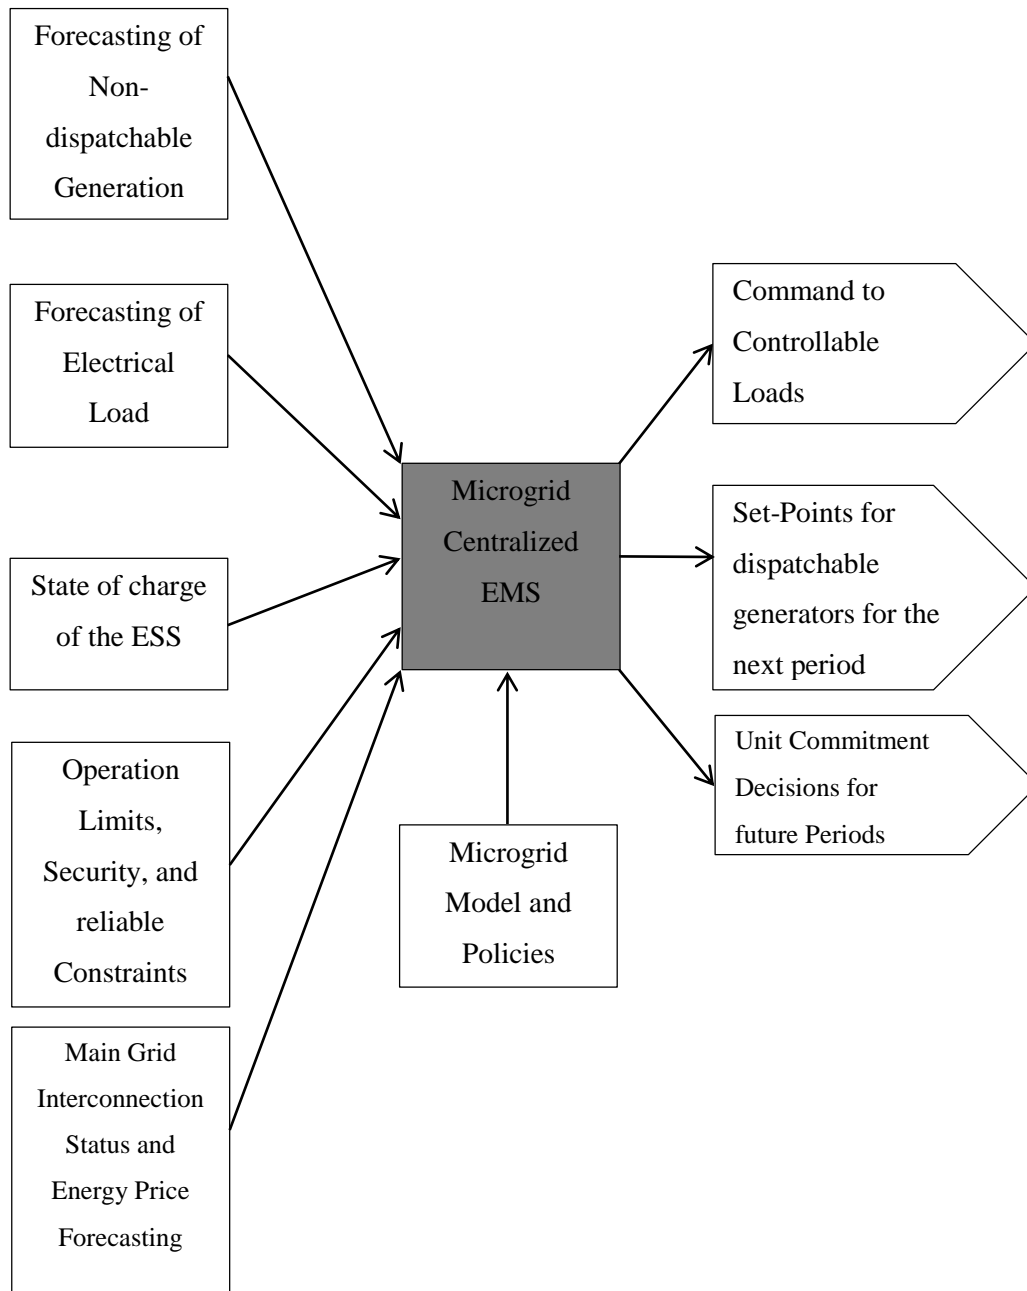 Forecasting of
Non-
dispatchable
Generation
Forecasting of
Electrical
Load
State of charge
of the ESS
Operation
Limits,
Security, and
reliable
Constraints
Main Grid
Interconnection
Status and
Energy Price
Forecasting
Microgrid
Centralized
EMS
Microgrid
Model and
Policies
Command to
Controllable
Loads
Set-Points for
dispatchable
generators for the
next period
Unit Commitment
Decisions for
future Periods